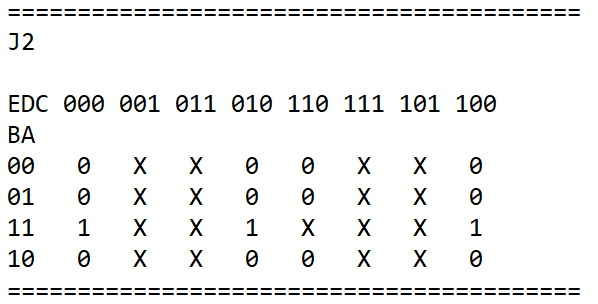 =========================================
J2
EDC 000 001 011 010 110 111 101 100
BA
00 0 X X 0 0 X X 0
01 0 X X 0 0 X X 0
11 1 X X 1 X X X 1
10 0 X X 0 0 X X 0
=========================================